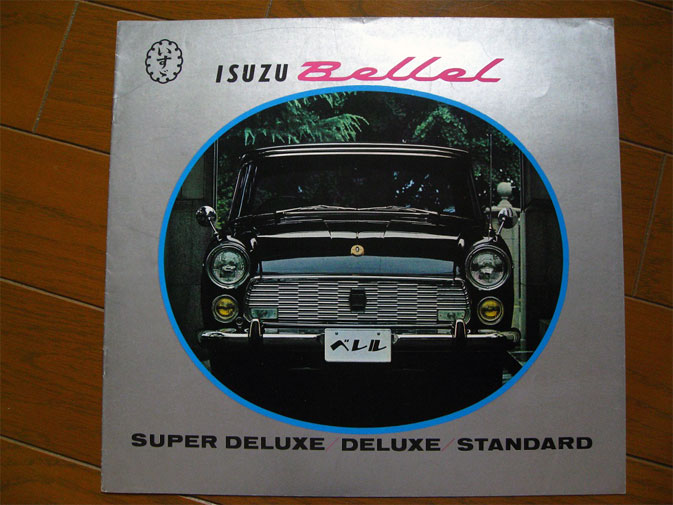 いすゞ
ISUZU Bellel
ベレル
SUPER DELUXE / DELUXE / STANDARD